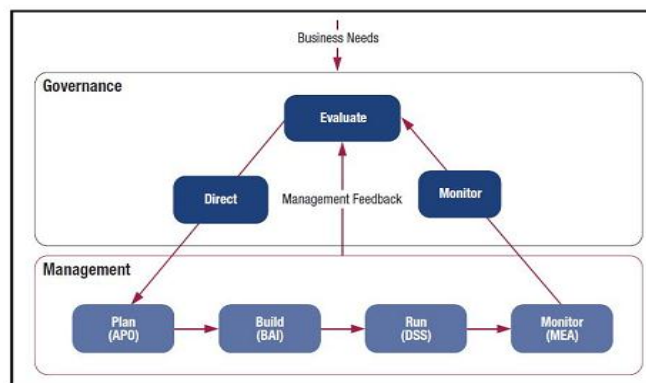 Business Needs
Governance
Evaluate
Direct
Management Feedback
Monitor
Management
Plan
(APO)
Build
(BAI)
Run
(DSS)
Monitor
(MEA)